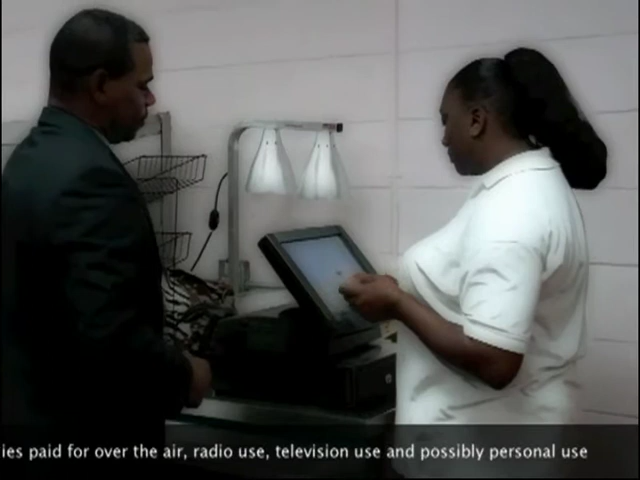 ies paid for over the air, radio use, television use and possibly personal use